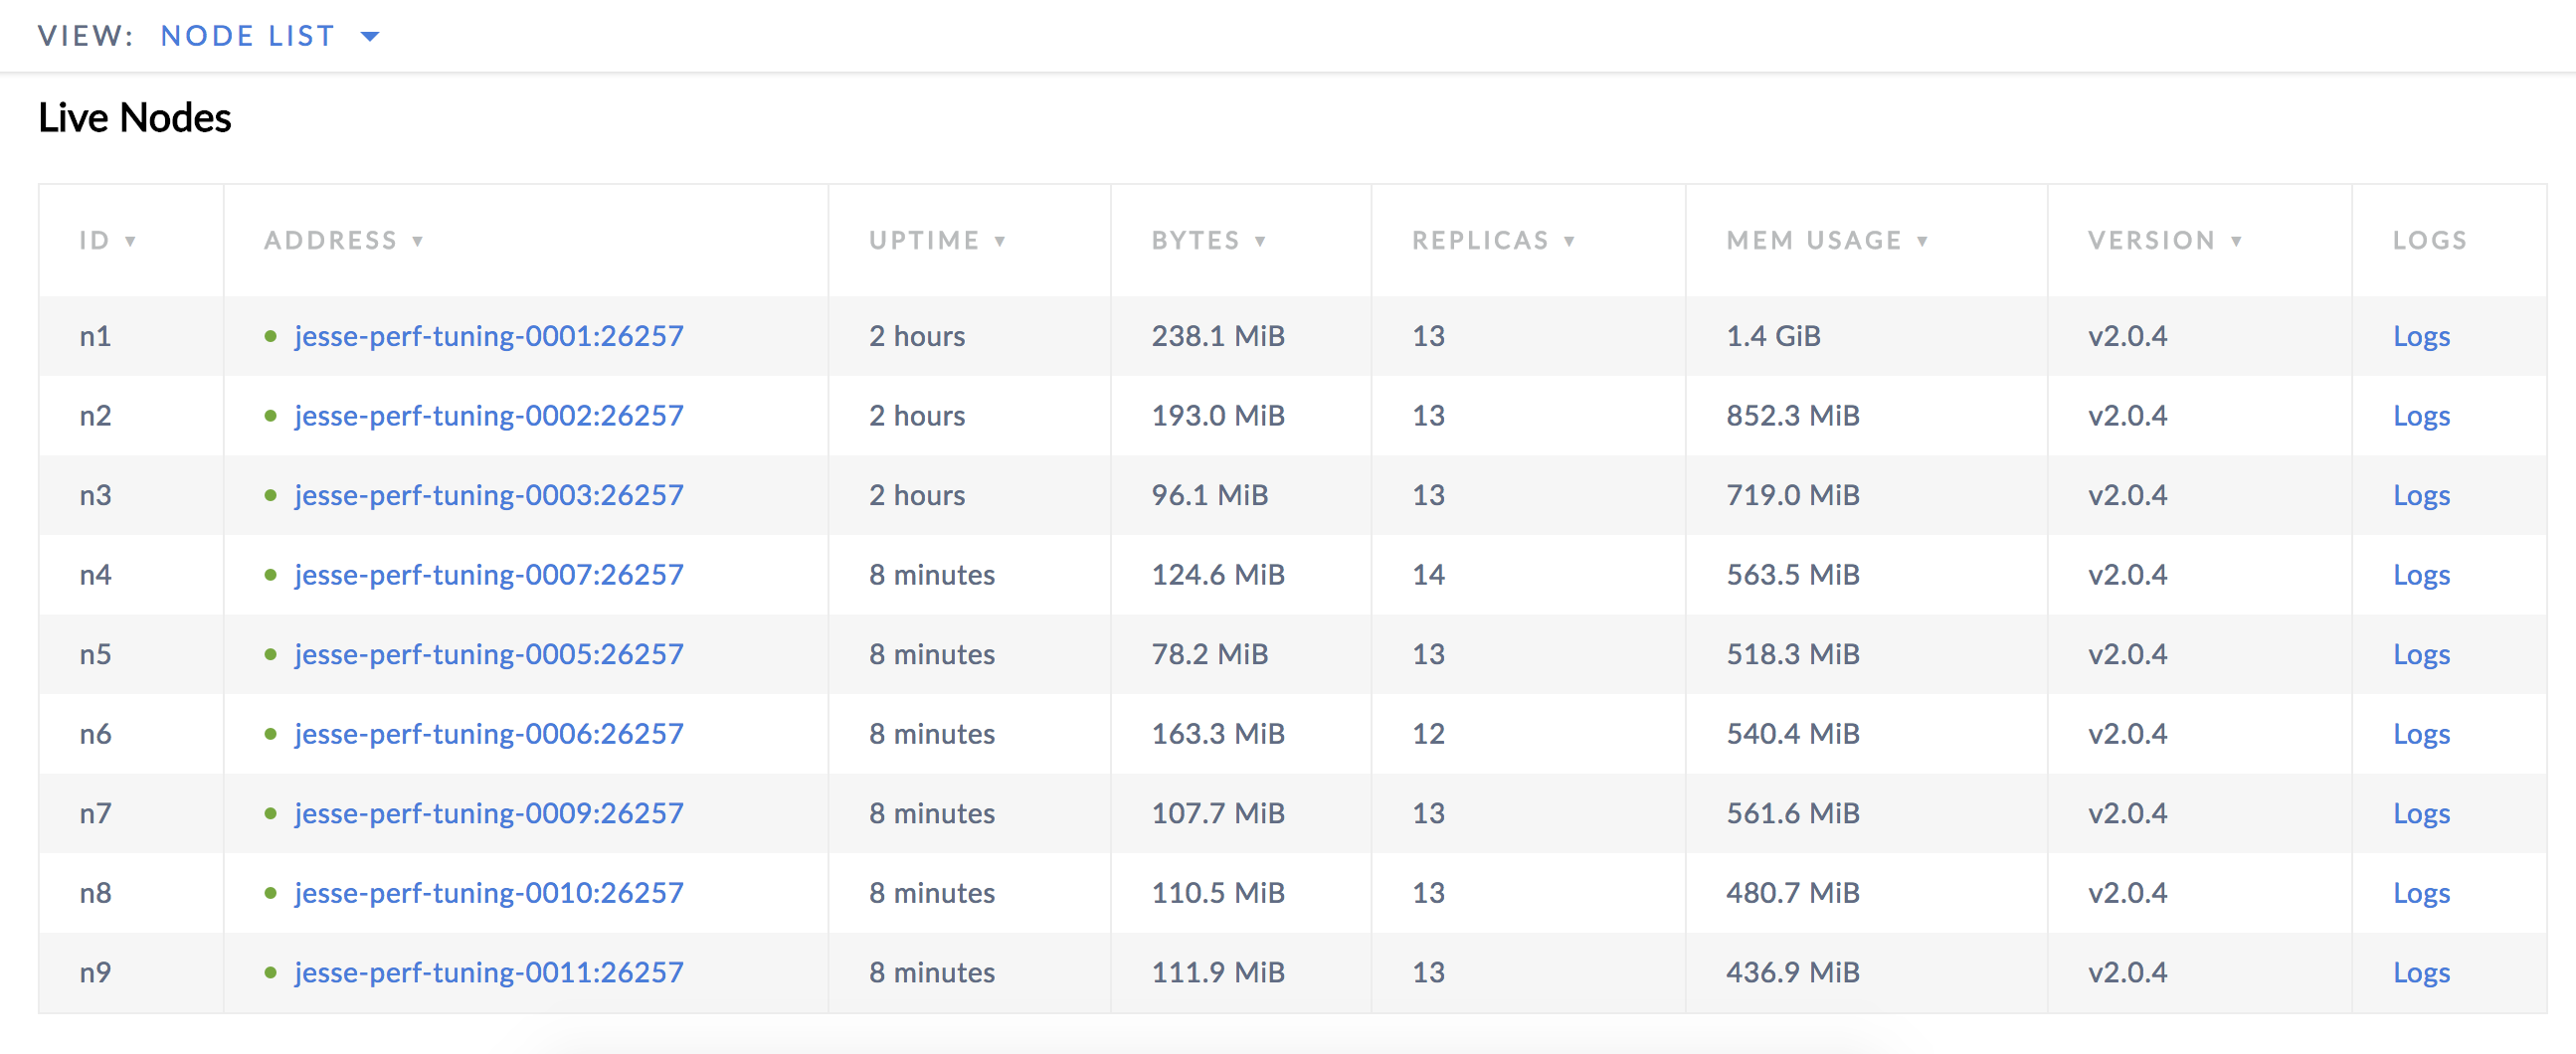 VIEW: NODE LIST
Live Nodes
ID ▼ ADDRESS ▼ UPTIME ▼ BYTES ▼ REPLICAS ▼ MEM USAGE ▼ VERSION ▼ LOGS
n1 jesse-perf-tuning-0001:26257 2 hours 238.1 MiB 13 1.4 GiB v2.0.4 Logs
n2 jesse-perf-tuning-0002:26257 2 hours 193.0 MiB 13 852.3 MiB v2.0.4 Logs
n3 jesse-perf-tuning-0003:26257 2 hours 96.1 MiB 13 719.0 MiB v2.0.4 Logs
n4 jesse-perf-tuning-0007:26257 8 minutes 124.6 MiB 14 563.5 MiB v2.0.4 Logs
n5 jesse-perf-tuning-0005:26257 8 minutes 78.2 MiB 13 518.3 MiB v2.0.4 Logs
n6 jesse-perf-tuning-0006:26257 8 minutes 163.3 MiB 12 540.4 MiB v2.0.4 Logs
n7 jesse-perf-tuning-0009:26257 8 minutes 107.7 MiB 13 561.6 MiB v2.0.4 Logs
n8 jesse-perf-tuning-0010:26257 8 minutes 110.5 MiB 13 480.7 MiB v2.0.4 Logs
n9 jesse-perf-tuning-0011:26257 8 minutes 111.9 MiB 13 436.9 MiB v2.0.4 Logs